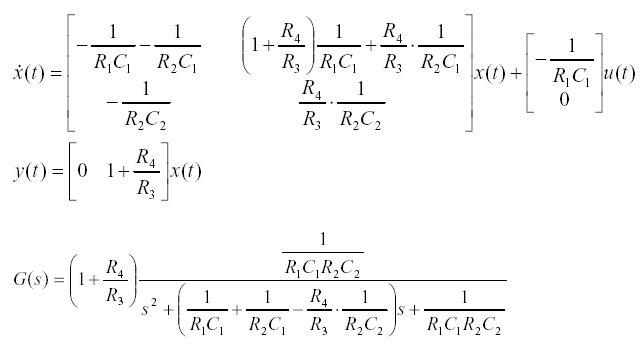 ẋ(t) = [ -1/(R₁C₁) - 1/(R₂C₁)   (1 + R₄/R₃) 1/(R₁C₁) + R₄/R₃ · 1/(R₂C₁) ; -1/(R₂C₂)   R₄/R₃ · 1/(R₂C₂) ] x(t) + [ -1/(R₁C₁) ; 0 ] u(t)
y(t) = [ 0   1 + R₄/R₃ ] x(t)
G(s) = (1 + R₄/R₃) (1/(R₁C₁R₂C₂)) / (s² + (1/(R₁C₁) + 1/(R₂C₁) - R₄/R₃ · 1/(R₂C₂)) s + 1/(R₁C₁R₂C₂))